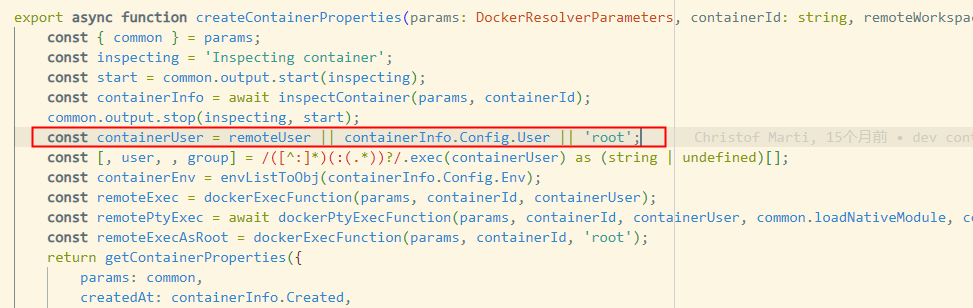 export async function createContainerProperties(params: DockerResolverParameters, containerId: string, remoteWorkspac
const { common } = params;
const inspecting = 'Inspecting container';
const start = common.output.start(inspecting);
const containerInfo = await inspectContainer(params, containerId);
common.output.stop(inspecting, start);
const containerUser = remoteUser || containerInfo.Config.User || 'root'; Christof Marti, 15个月前 • dev cont
const [, user, , group] = /([^:]*)(:(.*))?/.exec(containerUser) as (string | undefined)[];
const containerEnv = envListToObj(containerInfo.Config.Env);
const remoteExec = dockerExecFunction(params, containerId, containerUser);
const remotePtyExec = await dockerPtyExecFunction(params, containerId, containerUser, common.loadNativeModule, co
const remoteExecAsRoot = dockerExecFunction(params, containerId, 'root');
return getContainerProperties({
params: common,
createdAt: containerInfo.Created,